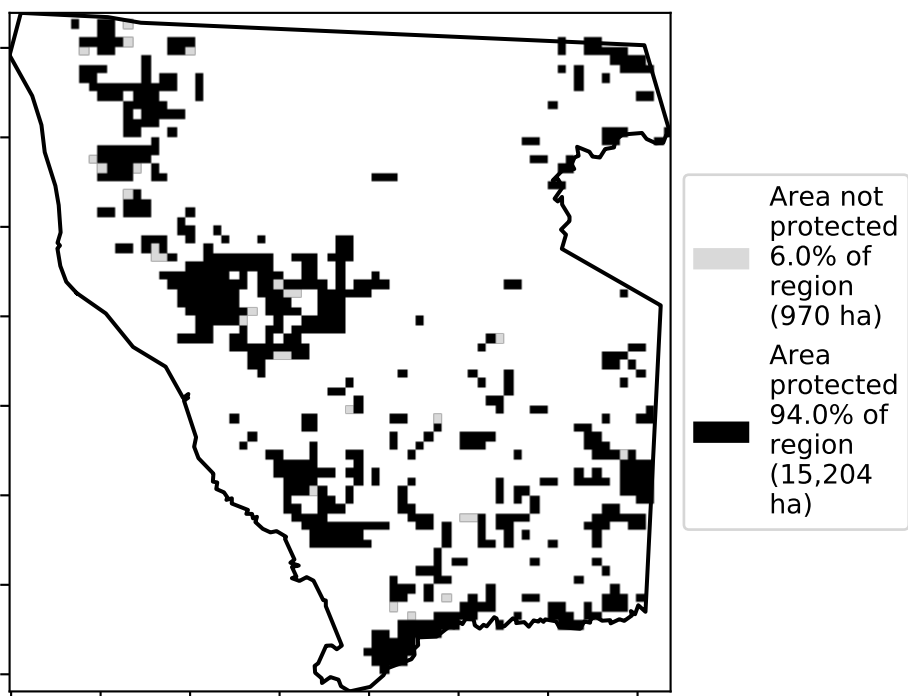 Area not
protected
6.0% of
region
(970 ha)
Area
protected
94.0% of
region
(15,204
ha)